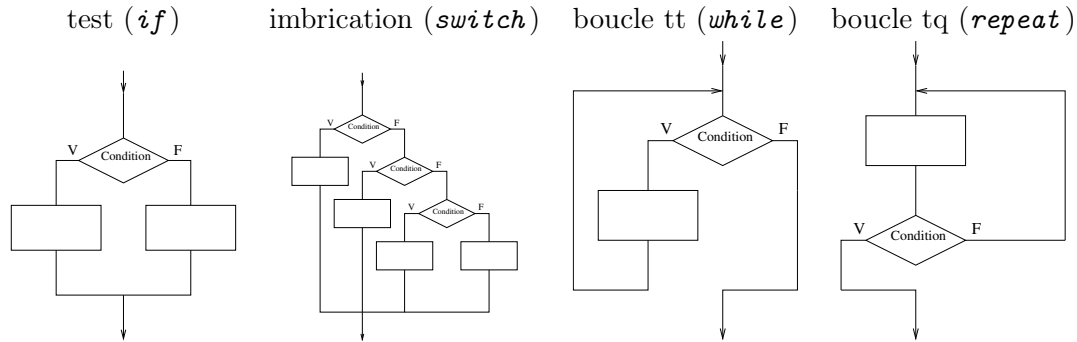 test (if)
imbrication (switch)
boucle tt (while)
boucle tq (repeat)
V
Condition
F
V
Condition
F
V
Condition
F
V
Condition
F
V
Condition
F
V
Condition
F